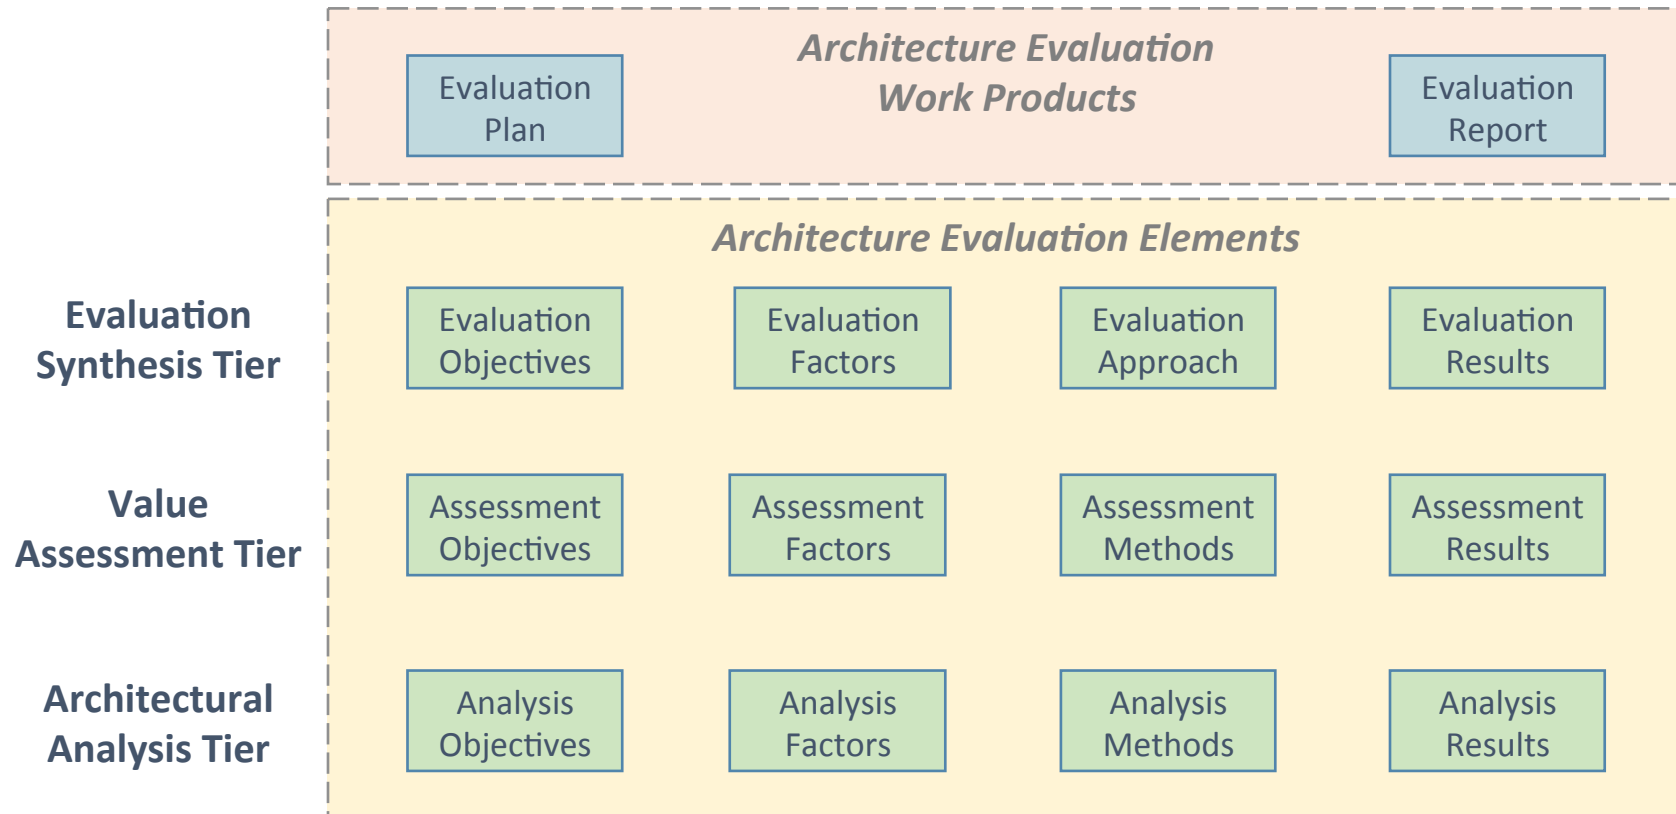 Architecture Evaluation
Work Products
Evaluation
Plan
Evaluation
Report
Architecture Evaluation Elements
Evaluation
Synthesis Tier
Evaluation
Objectives
Evaluation
Factors
Evaluation
Approach
Evaluation
Results
Value
Assessment Tier
Assessment
Objectives
Assessment
Factors
Assessment
Methods
Assessment
Results
Architectural
Analysis Tier
Analysis
Objectives
Analysis
Factors
Analysis
Methods
Analysis
Results